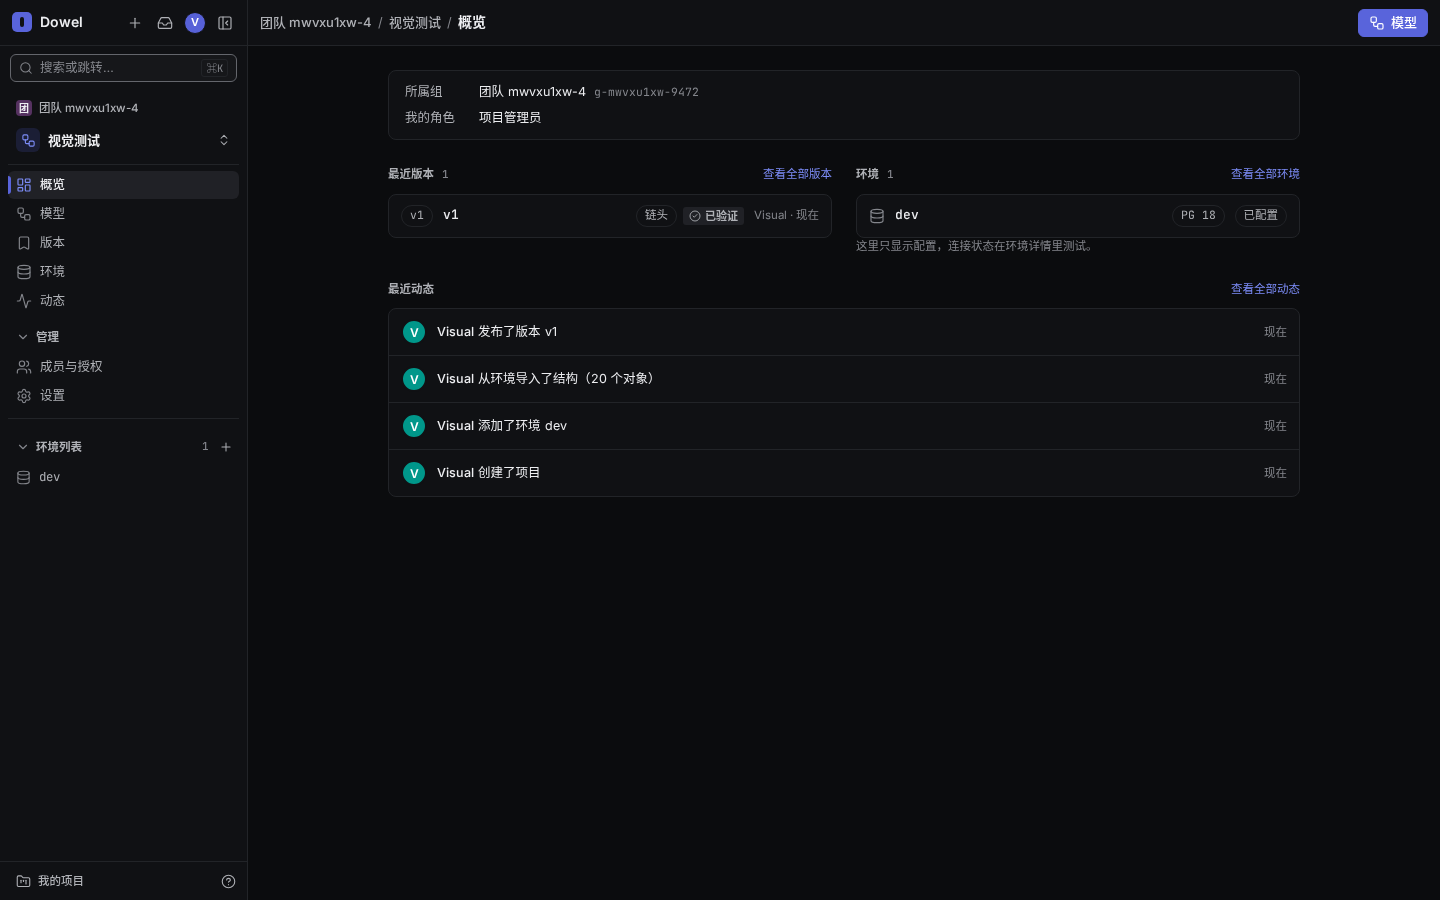 Dowel
V
团队 mwvxu1xw-4 / 视觉测试 / 概览
模型
搜索或跳转...
⌘K
团 团队 mwvxu1xw-4
视觉测试
概览
模型
版本
环境
动态
管理
成员与授权
设置
环境列表 1
dev
我的项目
所属组 团队 mwvxu1xw-4 g-mwvxu1xw-9472
我的角色 项目管理员
最近版本 1 查看全部版本
v1 v1 链头 已验证 Visual · 现在
环境 1 查看全部环境
dev PG 18 已配置
这里只显示配置，连接状态在环境详情里测试。
最近动态 查看全部动态
V Visual 发布了版本 v1 现在
V Visual 从环境导入了结构（20 个对象） 现在
V Visual 添加了环境 dev 现在
V Visual 创建了项目 现在